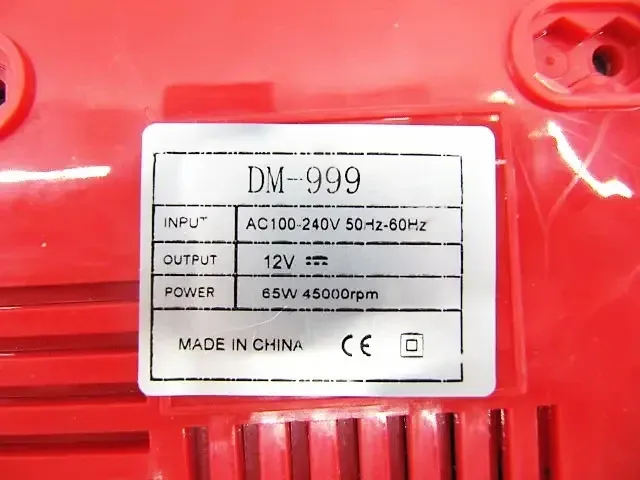 DM-999
INPUT AC100-240V 50Hz-60Hz
OUTPUT 12V ⎓
POWER 65W 45000rpm
MADE IN CHINA CE